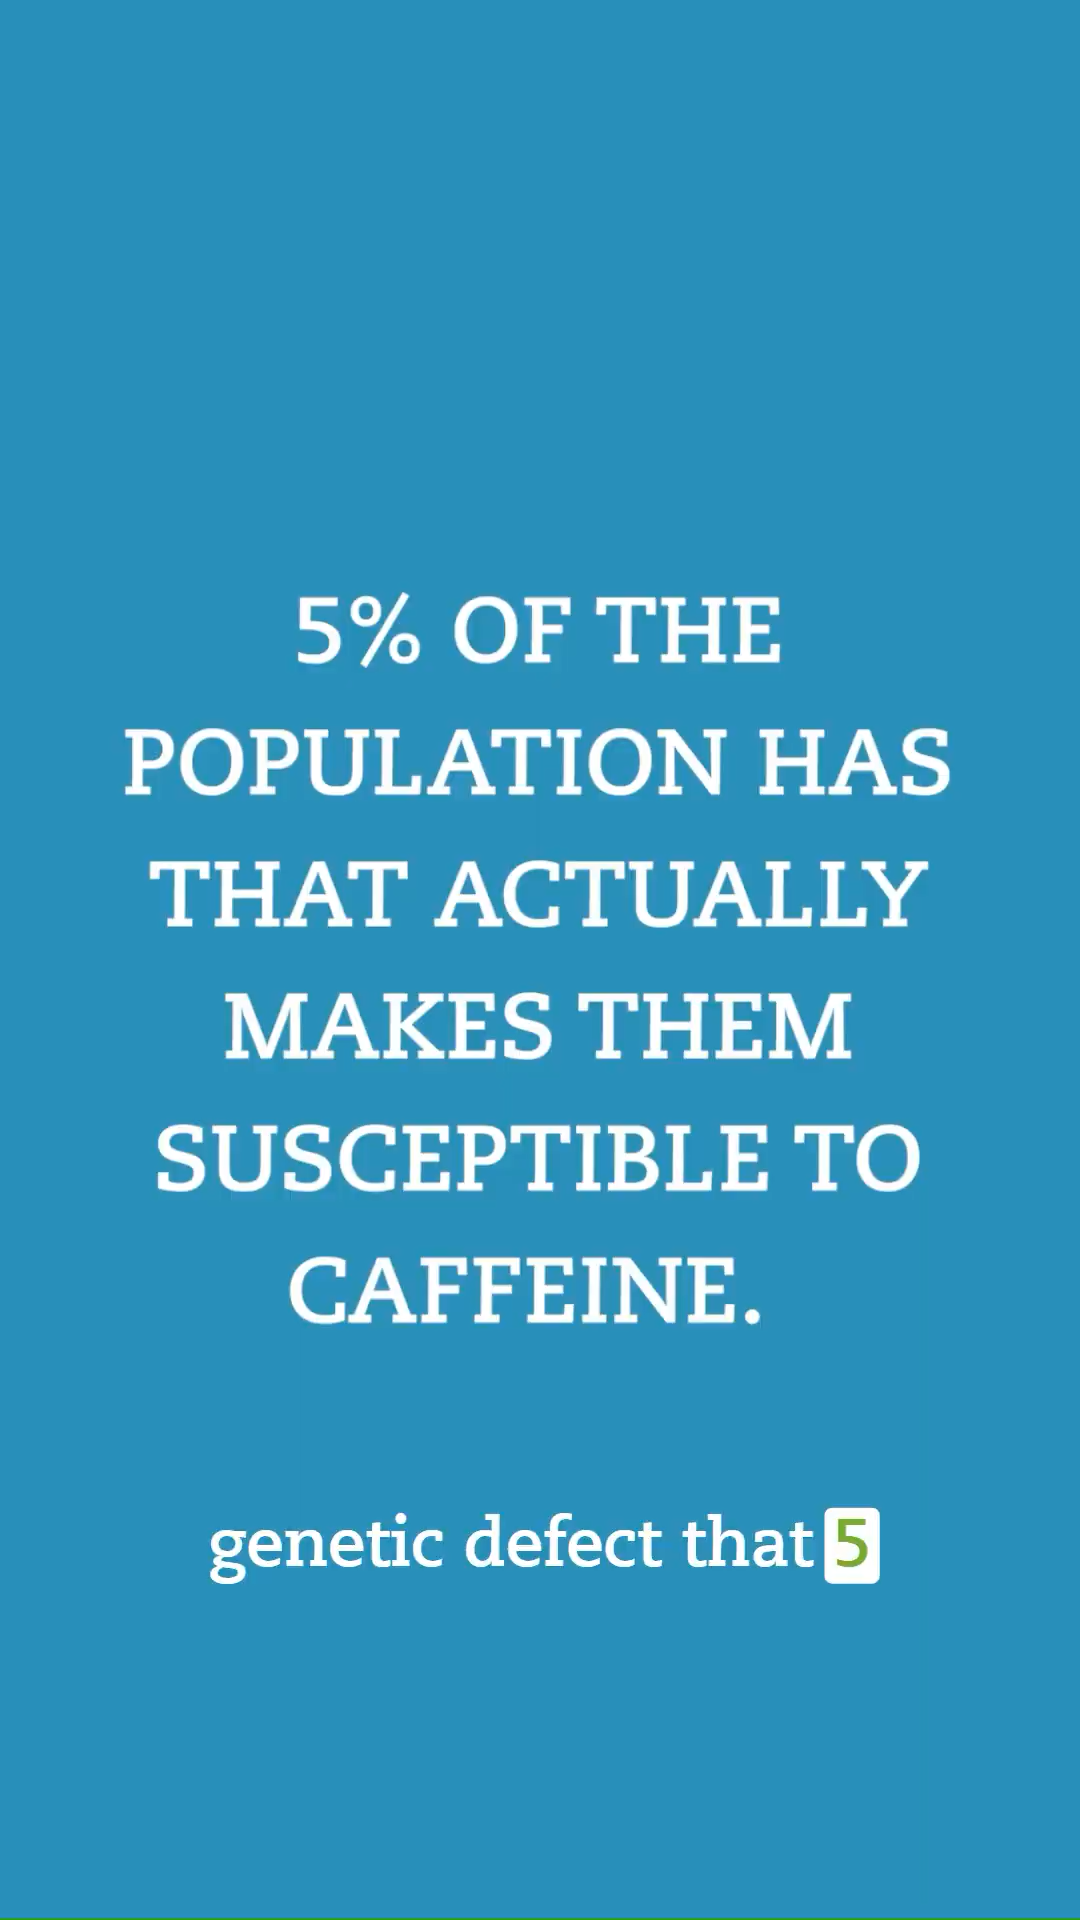 5% OF THE
POPULATION HAS
THAT ACTUALLY
MAKES THEM
SUSCEPTIBLE TO
CAFFEINE.
genetic defect that 5